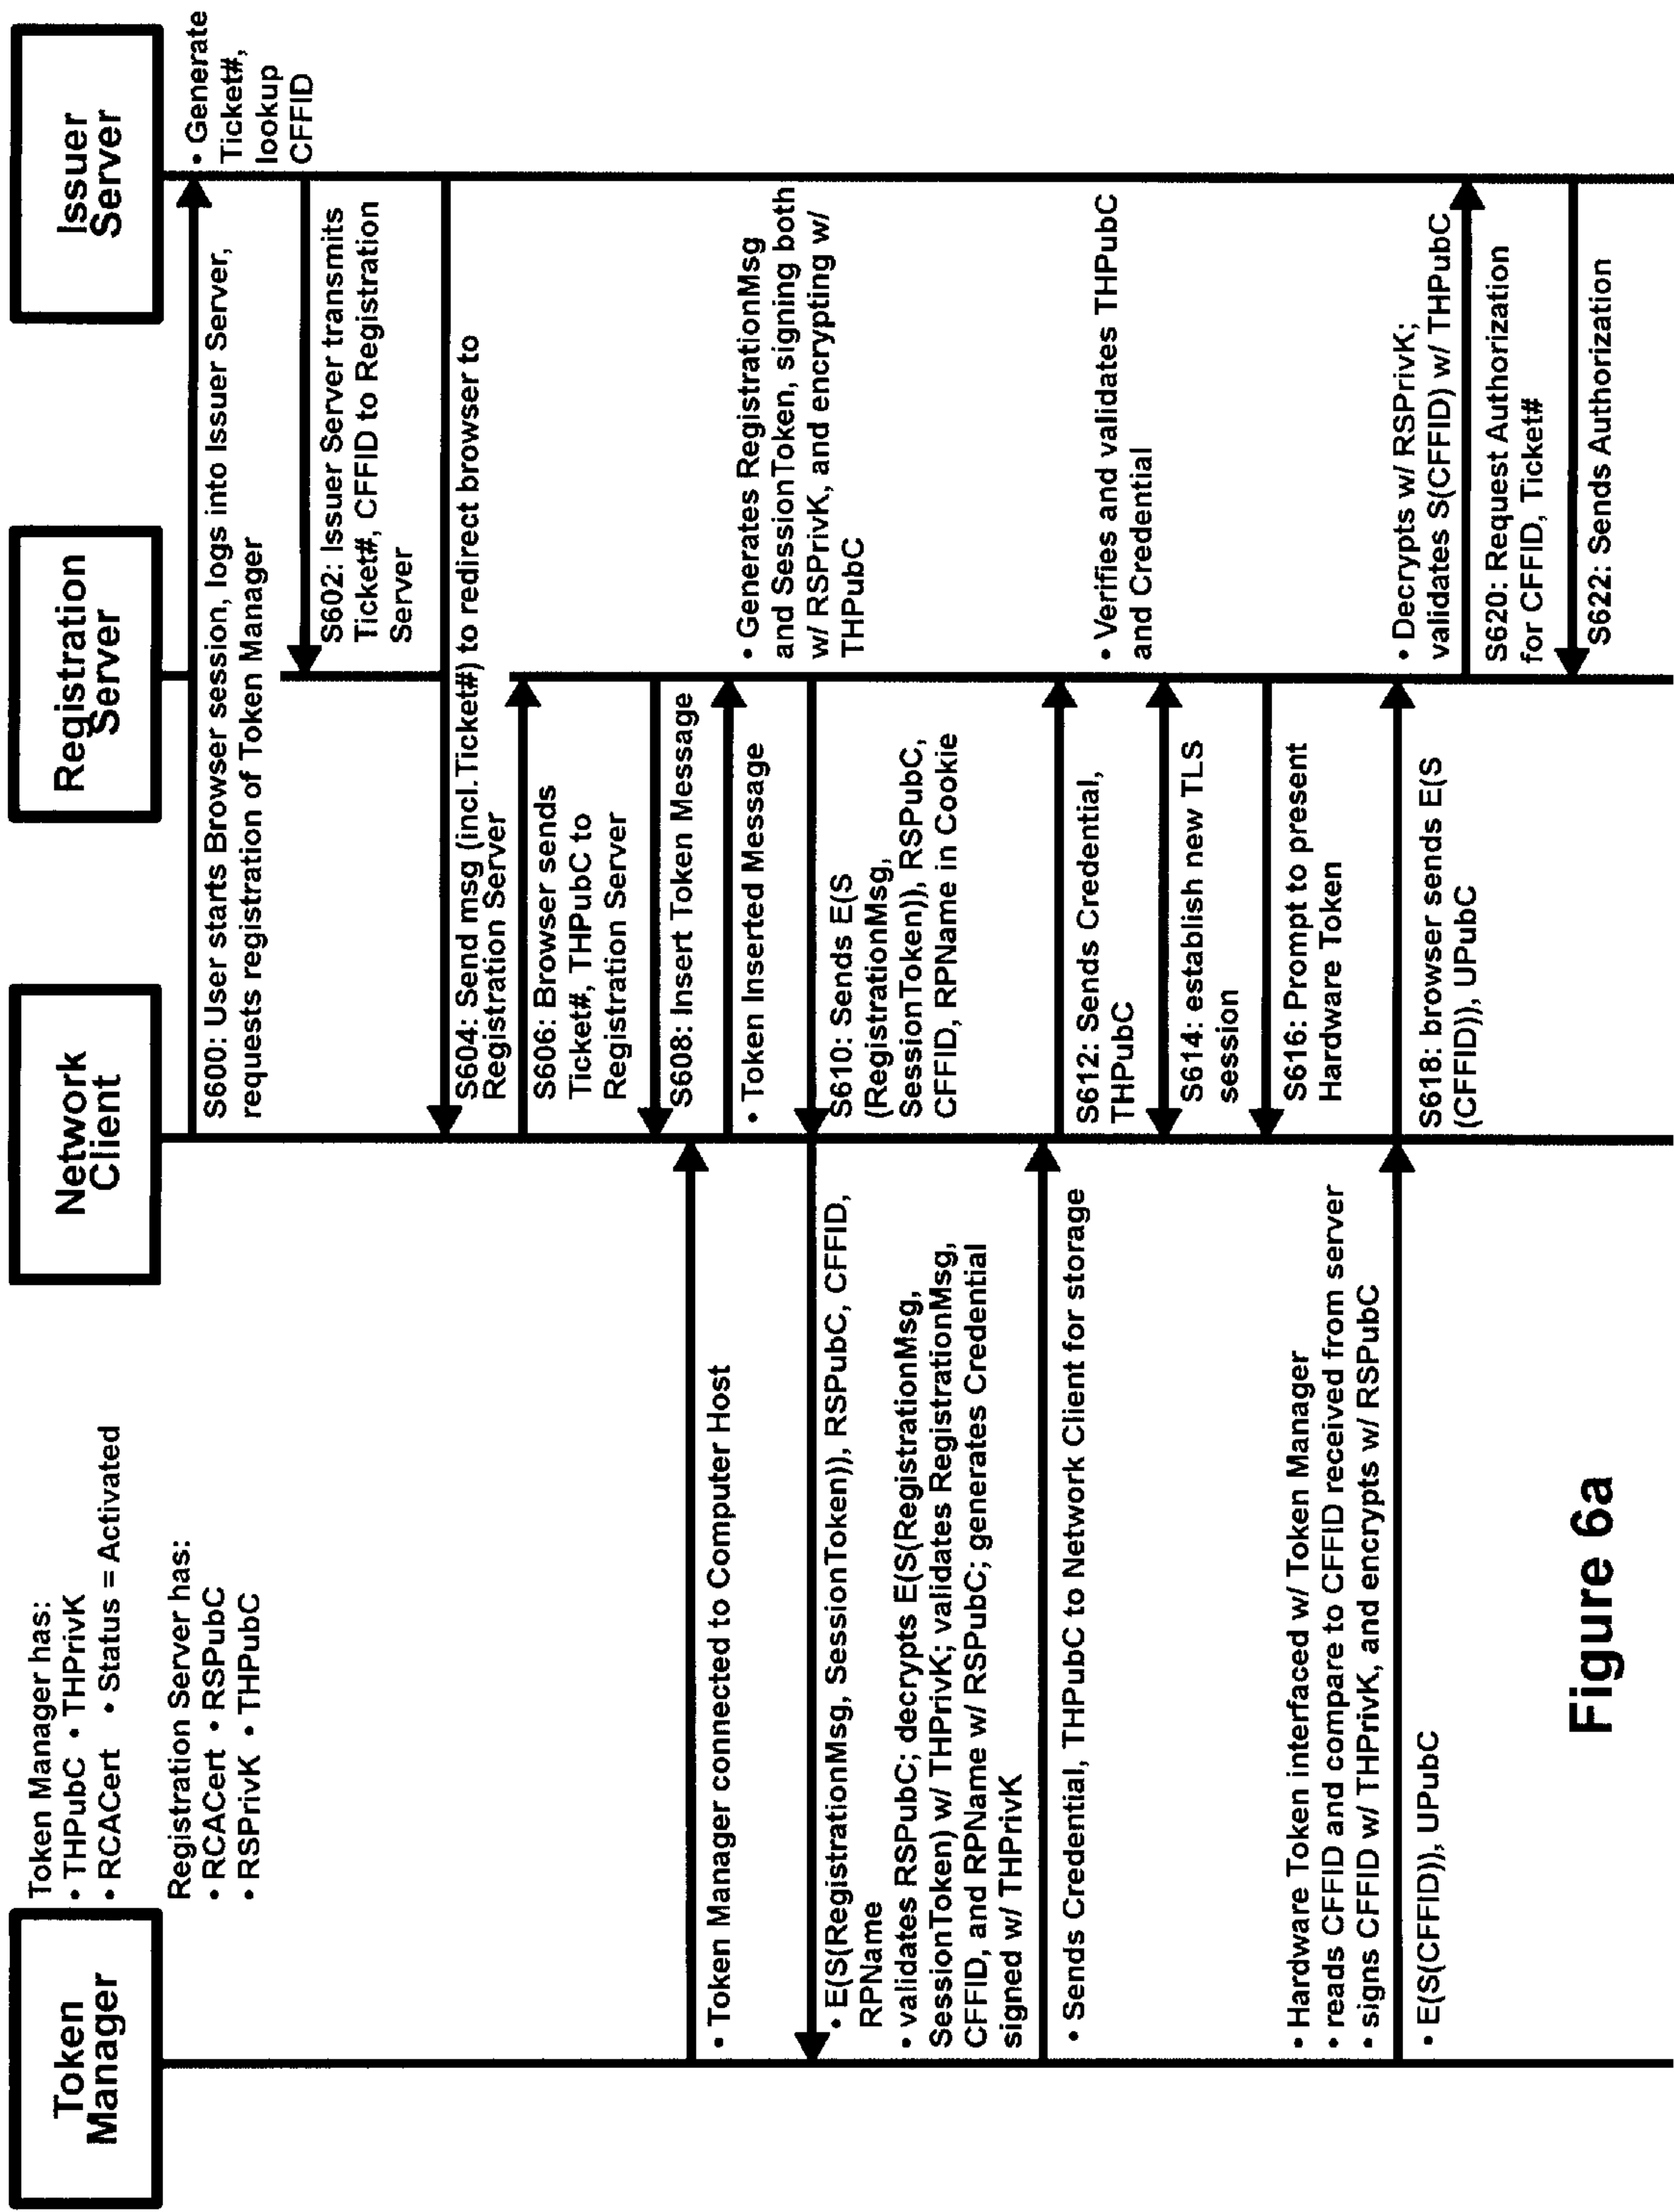 Token
Manager
Network
Client
Registration
Server
Issuer
Server
Token Manager has:
• THPubC • THPrivK
• RCACert • Status = Activated
Registration Server has:
• RCACert • RSPubC
• RSPrivK • THPubC
• Generate
Ticket#,
lookup
CFFID
S600: User starts Browser session, logs into Issuer Server,
requests registration of Token Manager
S602: Issuer Server transmits
Ticket#, CFFID to Registration
Server
S604: Send msg (incl.Ticket#) to redirect browser to
Registration Server
S606: Browser sends
Ticket#, THPubC to
Registration Server
S608: Insert Token Message
• Token Manager connected to Computer Host
• Token Inserted Message
• Generates RegistrationMsg
and SessionToken, signing both
w/ RSPrivK, and encrypting w/
THPubC
S610: Sends E(S
(RegistrationMsg,
SessionToken)), RSPubC,
CFFID, RPName in Cookie
• E(S(RegistrationMsg, SessionToken)), RSPubC, CFFID,
RPName
• validates RSPubC; decrypts E(S(RegistrationMsg,
SessionToken) w/ THPrivK; validates RegistrationMsg,
CFFID, and RPName w/ RSPubC; generates Credential
signed w/ THPrivK
• Sends Credential, THPubC to Network Client for storage
S612: Sends Credential,
THPubC
• Verifies and validates THPubC
and Credential
S614: establish new TLS
session
S616: Prompt to present
Hardware Token
• Hardware Token interfaced w/ Token Manager
• reads CFFID and compare to CFFID received from server
• signs CFFID w/ THPrivK, and encrypts w/ RSPubC
• E(S(CFFID)), UPubC
S618: browser sends E(S
(CFFID)), UPubC
• Decrypts w/ RSPrivK;
validates S(CFFID) w/ THPubC
S620: Request Authorization
for CFFID, Ticket#
S622: Sends Authorization
Figure 6a